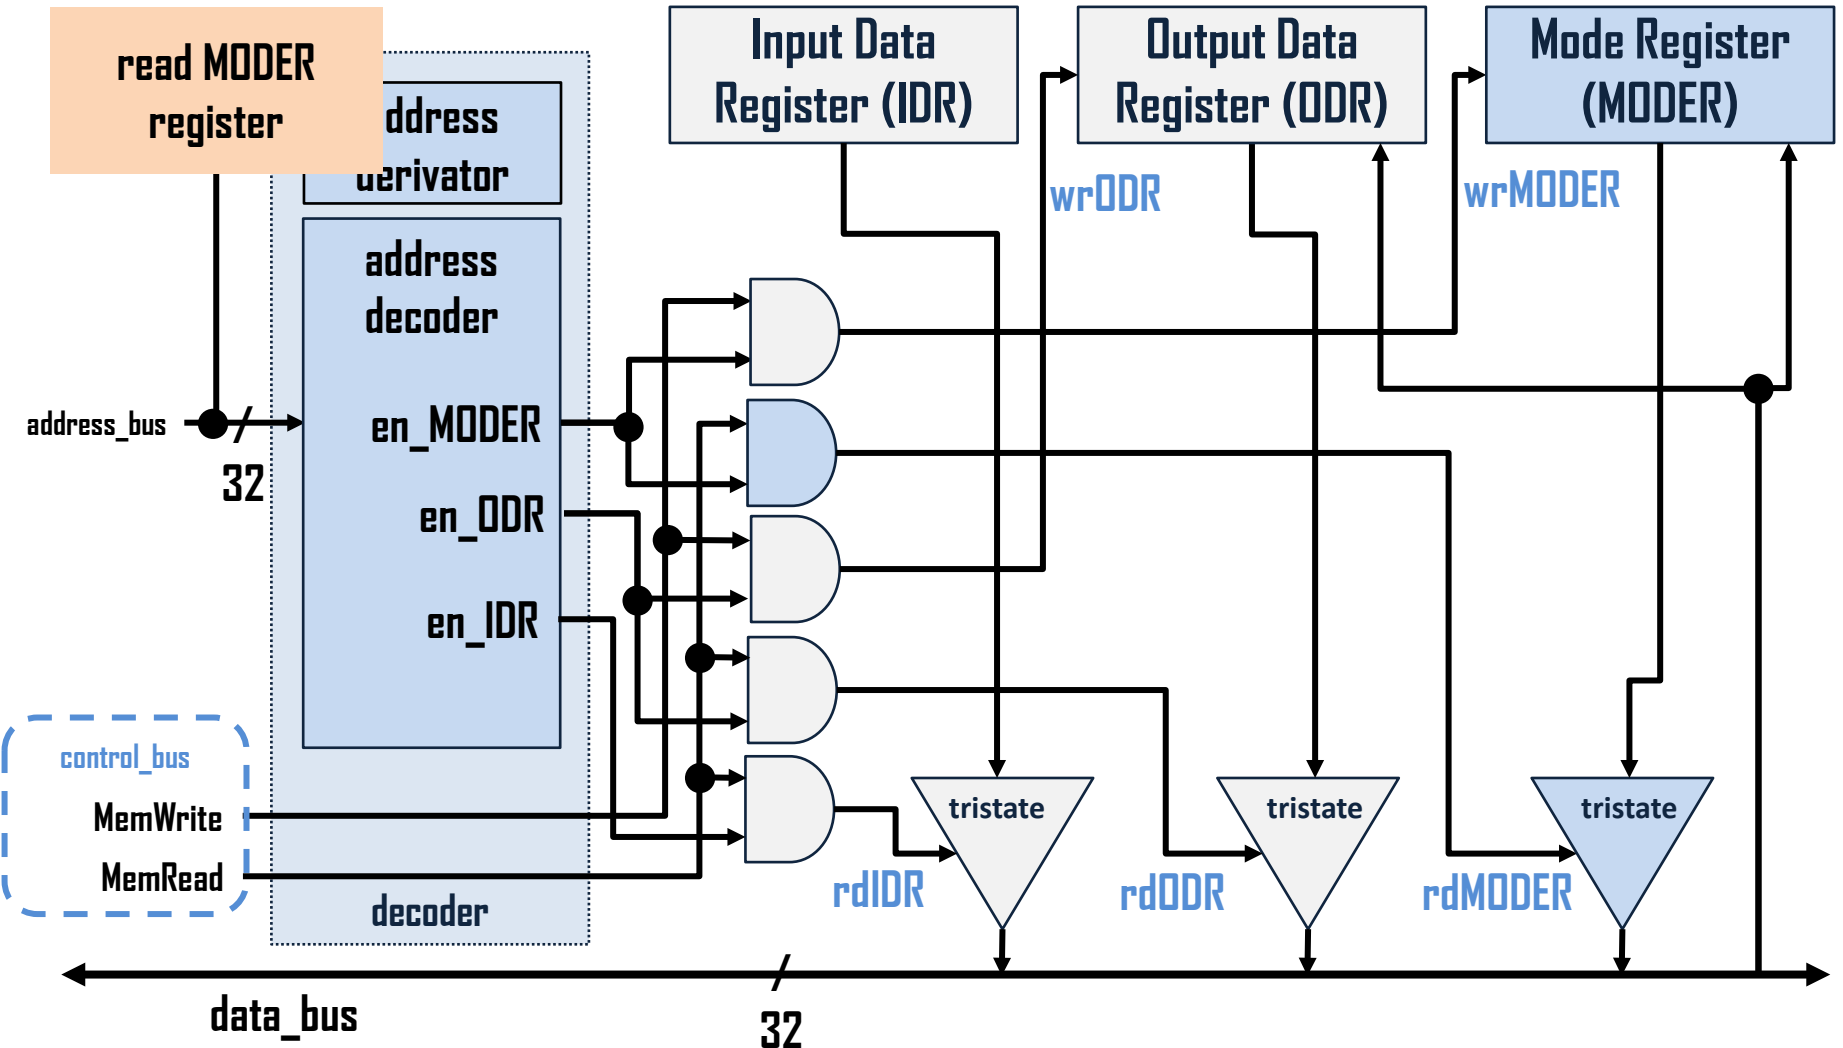 read MODER
register
ddress
derivator
Input Data
Register (IDR)
Output Data
Register (ODR)
Mode Register
(MODER)
wrODR
wrMODER
address
decoder
address_bus
32
en_MODER
en_ODR
en_IDR
control_bus
MemWrite
MemRead
decoder
tristate
tristate
tristate
rdIDR
rdODR
rdMODER
data_bus
32